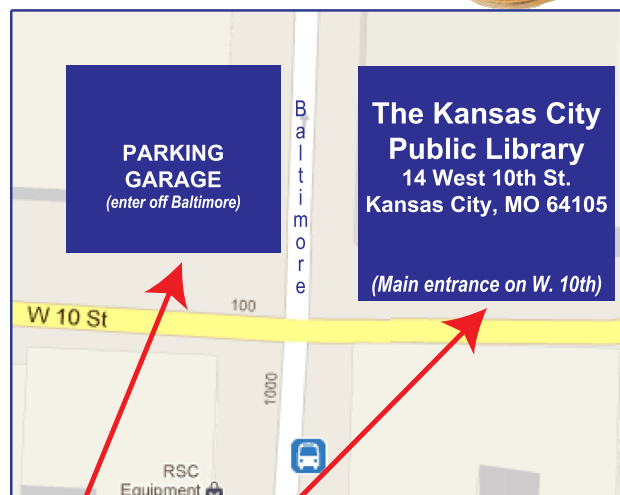 PARKING
GARAGE
(enter off Baltimore)
Baltimore
The Kansas City
Public Library
14 West 10th St.
Kansas City, MO 64105
(Main entrance on W. 10th)
W 10 St
100
1000
RSC
Equipment